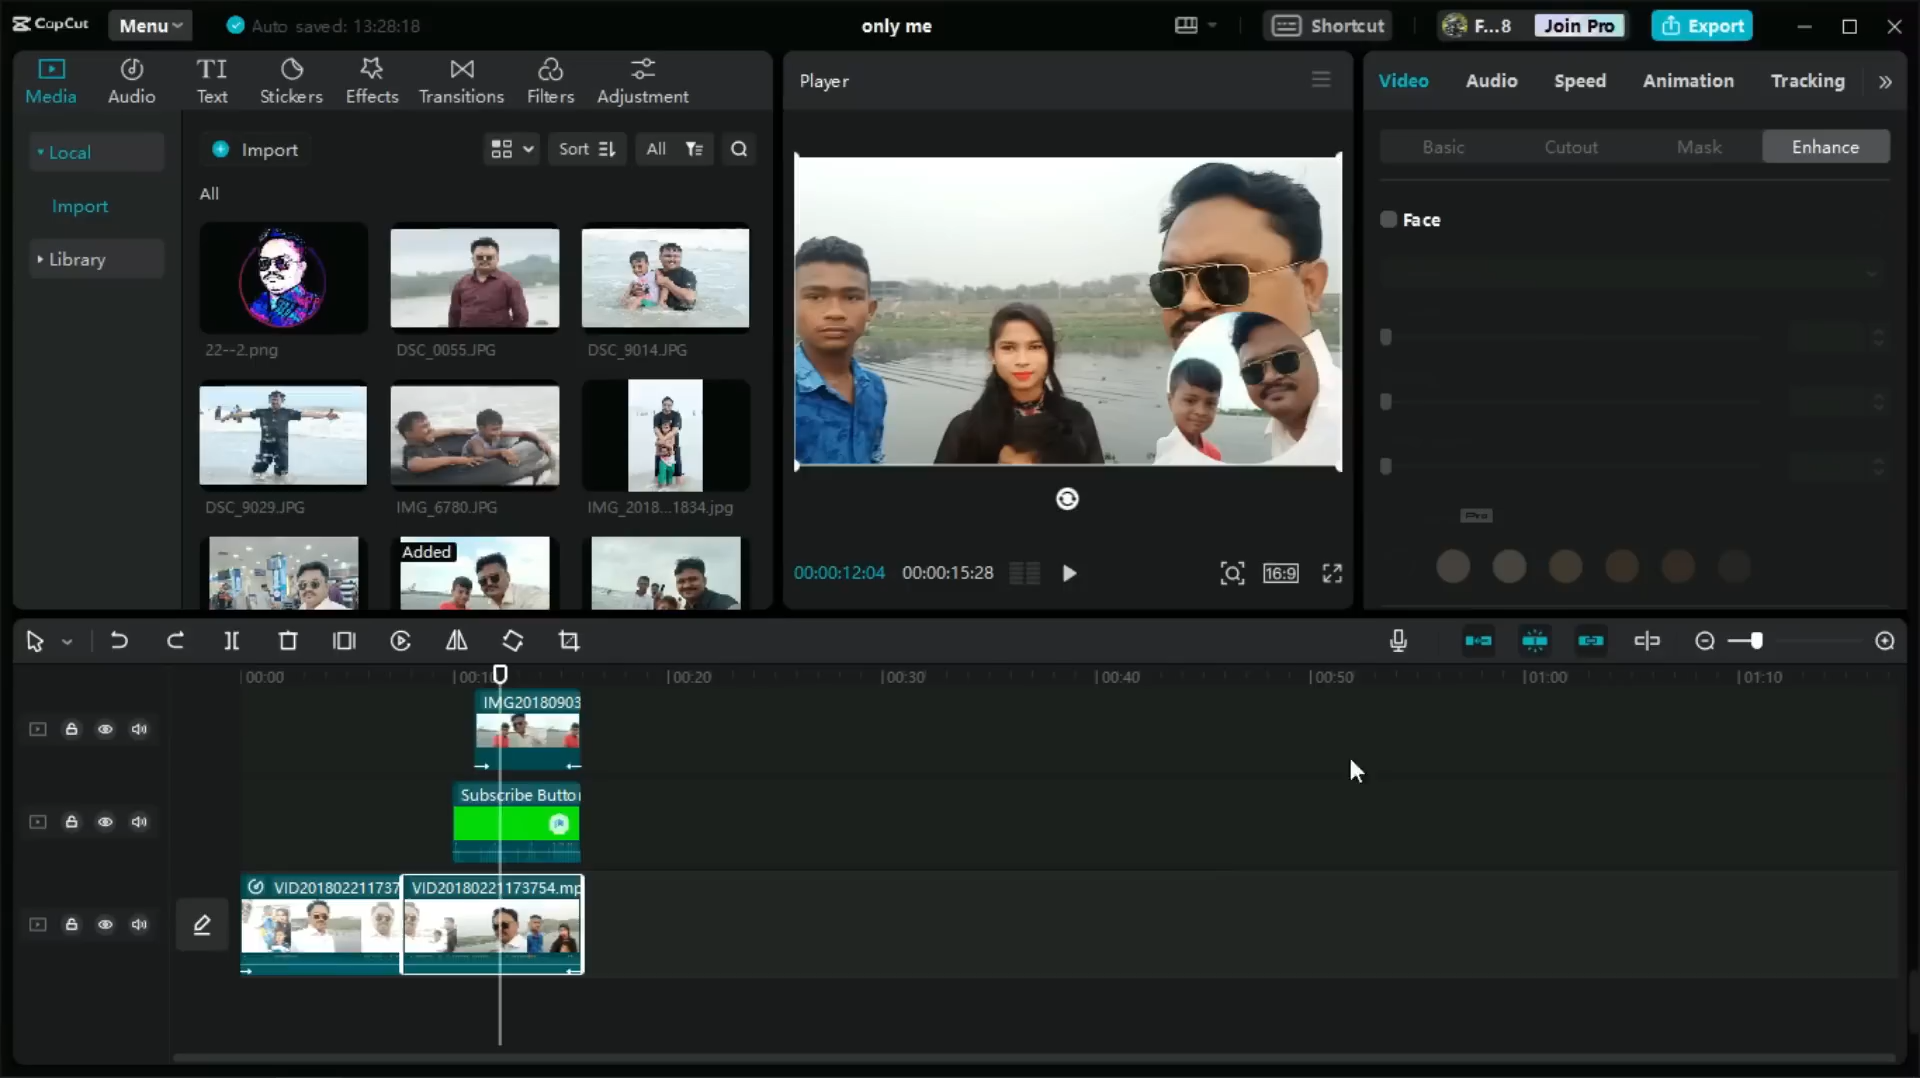 CapCut
Menu
Auto saved: 13:28:18
only me
Shortcut
F...8
Join Pro
Export
Media
Audio
TI
Text
Stickers
Effects
Transitions
Filters
Adjustment
Local
Import
Library
Import
Sort
All
All
22--2.png
DSC_0055.JPG
DSC_9014.JPG
DSC_9029.JPG
IMG_6780.JPG
IMG_2018...1834.jpg
Added
Player
00:00:12:04
00:00:15:28
16:9
Video
Audio
Speed
Animation
Tracking
Basic
Cutout
Mask
Enhance
Face
Pro
00:00
00:10
00:20
00:30
00:40
00:50
01:00
01:10
IMG20180903
Subscribe Button
VID201802211737
VID20180221173754.mp